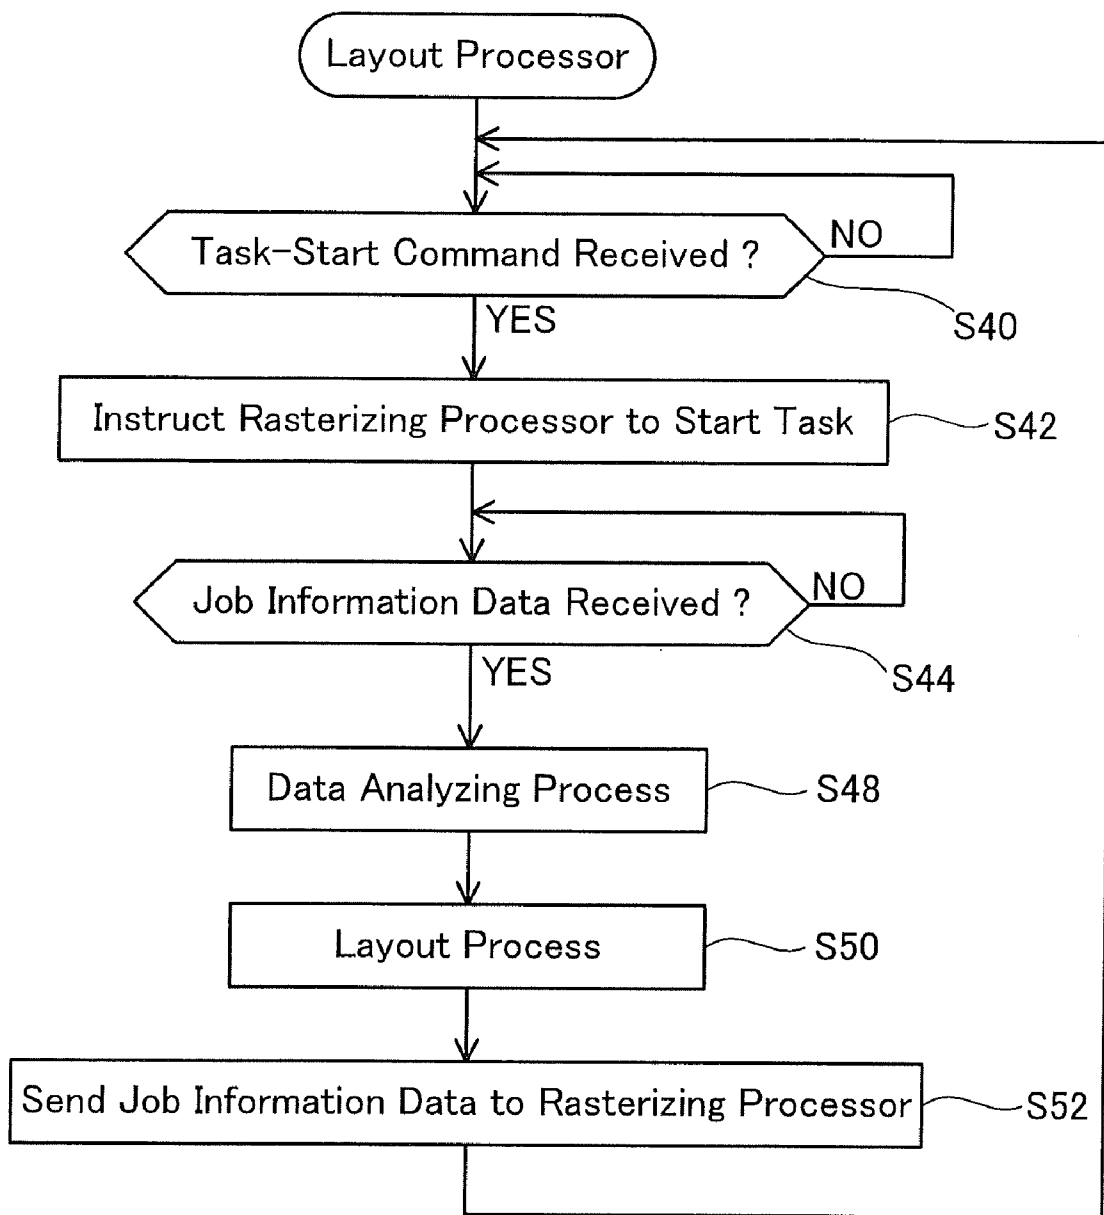 Layout Processor
Task-Start Command Received ?
NO
S40
YES
Instruct Rasterizing Processor to Start Task
S42
Job Information Data Received ?
NO
S44
YES
Data Analyzing Process
S48
Layout Process
S50
Send Job Information Data to Rasterizing Processor
S52